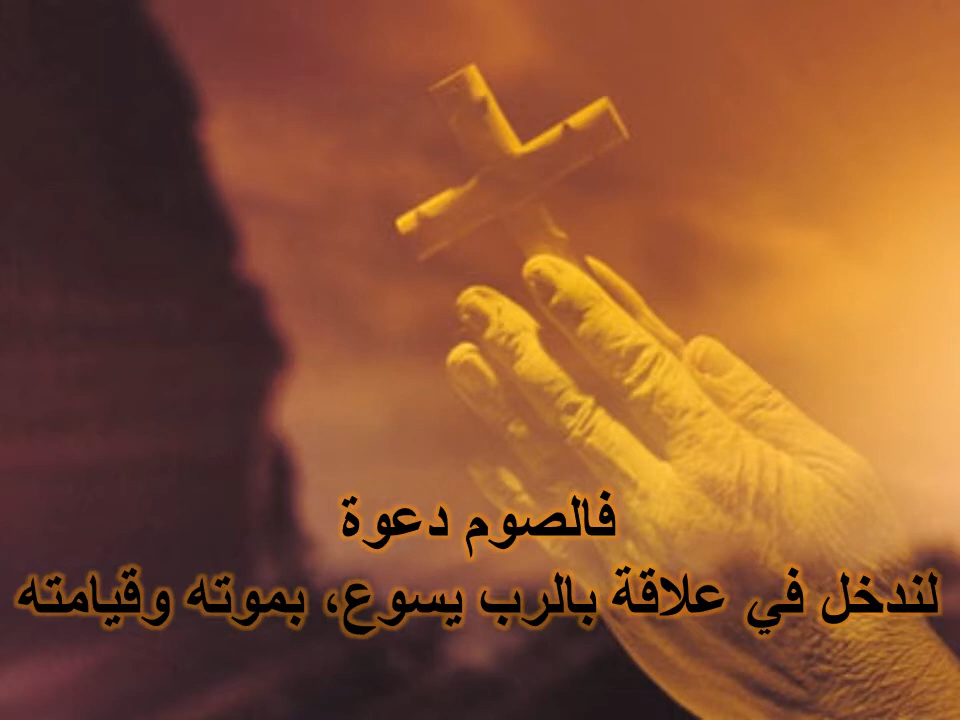 فالصوم دعوة
لندخل في علاقة بالرب يسوع، بموته وقيامته